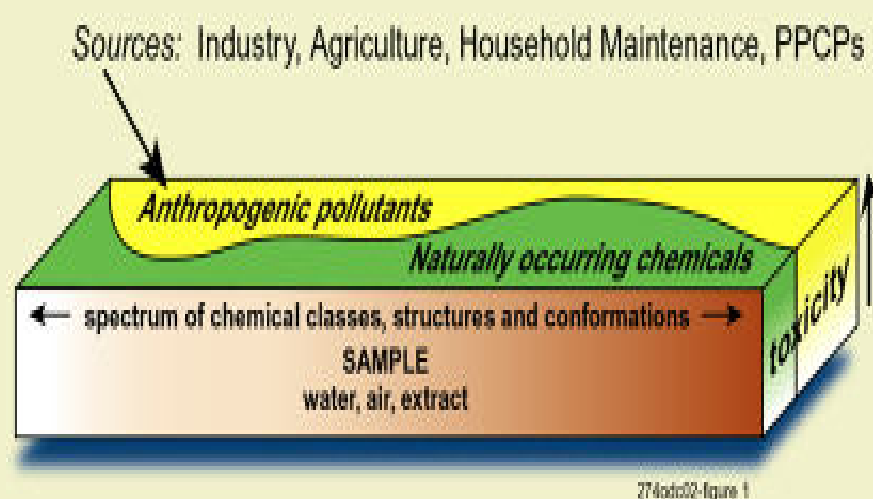 Sources: Industry, Agriculture, Household Maintenance, PPCPs
Anthropogenic pollutants
Naturally occurring chemicals
toxicity
spectrum of chemical classes, structures and conformations
SAMPLE
water, air, extract
figure 1